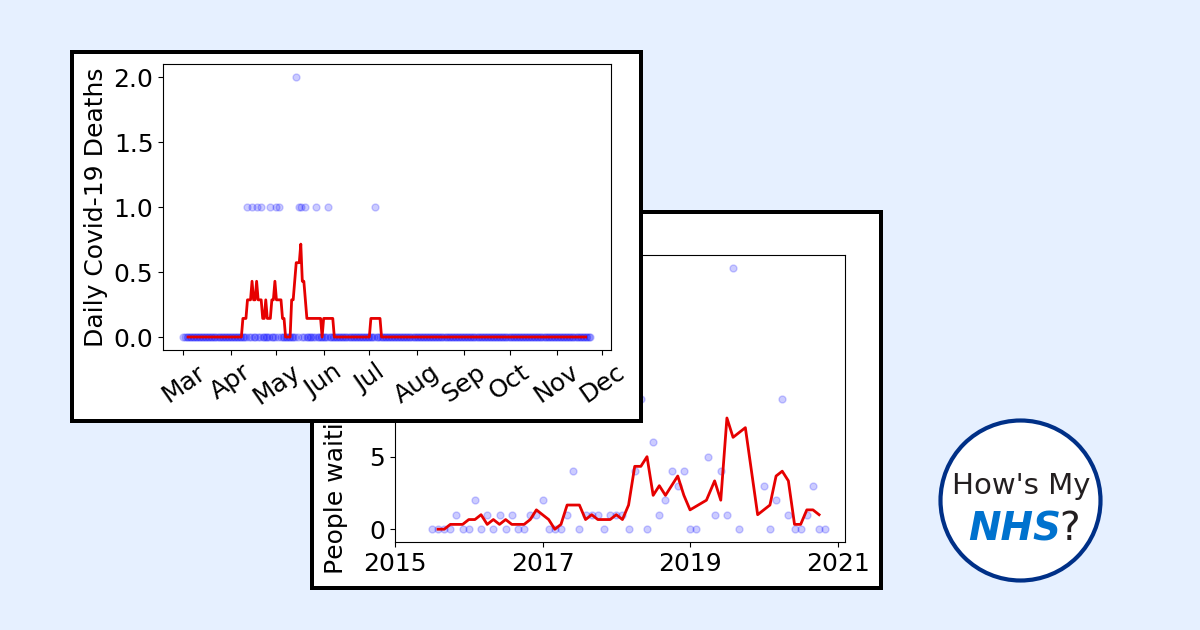 Daily Covid-19 Deaths
2.0
1.5
1.0
0.5
0.0
Mar Apr May Jun Jul Aug Sep Oct Nov Dec
People waiti
5
0
2015 2017 2019 2021
How's My
NHS?